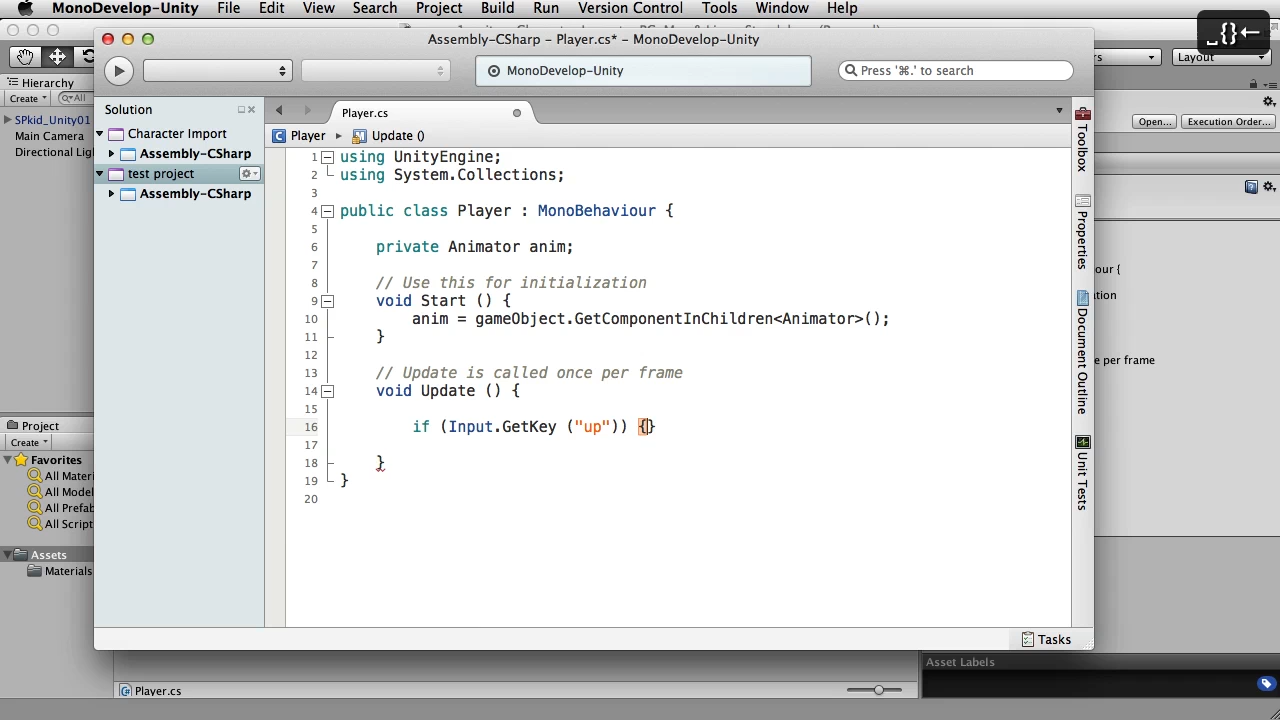 MonoDevelop-Unity File Edit View Search Project Build Run Version Control Tools Window Help
Assembly-CSharp – Player.cs* – MonoDevelop-Unity
_{}←
MonoDevelop-Unity
Press '⌘.' to search
Layout
Hierarchy
Create
All
SPkid_Unity01
Main Camera
Directional Ligh
Solution
Character Import
Assembly-CSharp
test project
Assembly-CSharp
Player.cs
Player
Update ()
1 using UnityEngine;
2 using System.Collections;
3
4 public class Player : MonoBehaviour {
5
6 private Animator anim;
7
8 // Use this for initialization
9 void Start () {
10 anim = gameObject.GetComponentInChildren<Animator>();
11 }
12
13 // Update is called once per frame
14 void Update () {
15
16 if (Input.GetKey ("up")) {}
17
18 }
19 }
20
Toolbox
Properties
Document Outline
Unit Tests
Open...
Execution Order...
our {
ation
e per frame
Project
Create
Favorites
All Materi
All Model
All Prefab
All Script
Assets
Materials
Tasks
Player.cs
Asset Labels